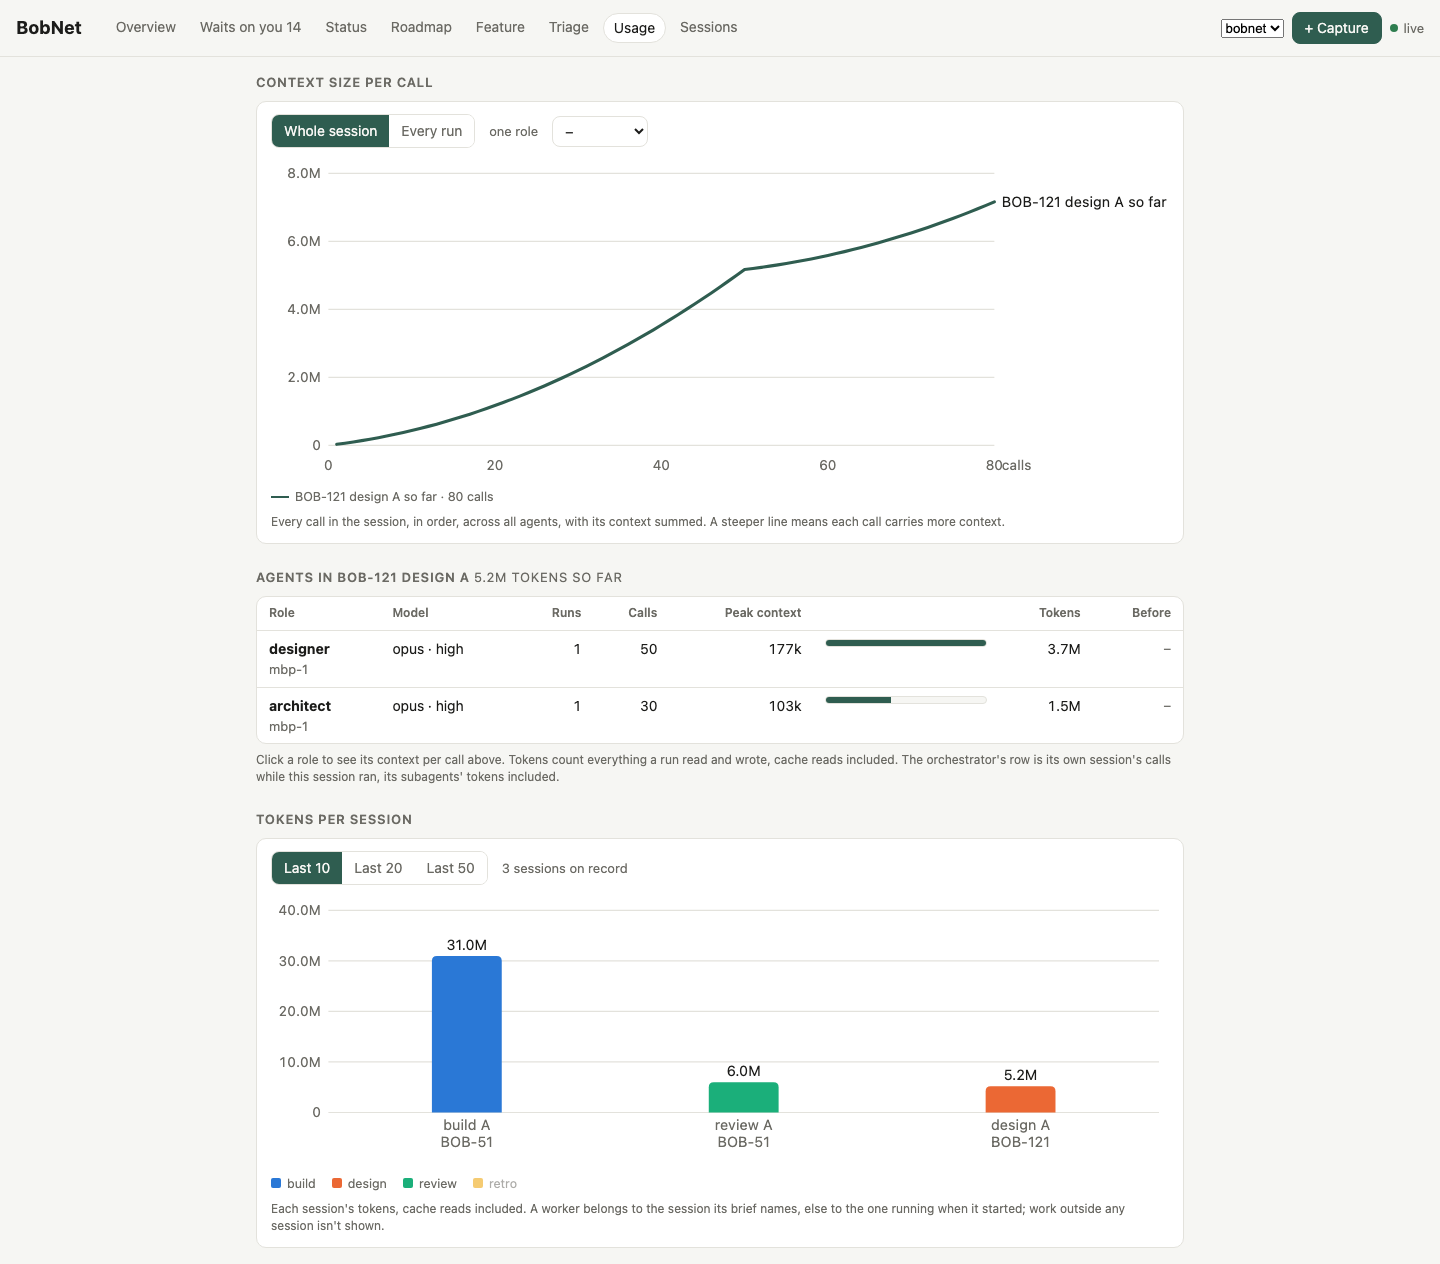 BobNet
Overview
Waits on you 14
Status
Roadmap
Feature
Triage
Usage
Sessions
bobnet
+ Capture
live
CONTEXT SIZE PER CALL
Whole session
Every run
one role
–
8.0M
6.0M
4.0M
2.0M
0
BOB-121 design A so far
0
20
40
60
80calls
BOB-121 design A so far · 80 calls
Every call in the session, in order, across all agents, with its context summed. A steeper line means each call carries more context.
AGENTS IN BOB-121 DESIGN A 5.2M TOKENS SO FAR
Role Model Runs Calls Peak context Tokens Before
designer opus · high 1 50 177k 3.7M –
mbp-1
architect opus · high 1 30 103k 1.5M –
mbp-1
Click a role to see its context per call above. Tokens count everything a run read and wrote, cache reads included. The orchestrator's row is its own session's calls
while this session ran, its subagents' tokens included.
TOKENS PER SESSION
Last 10
Last 20
Last 50
3 sessions on record
40.0M
30.0M
20.0M
10.0M
0
31.0M
6.0M
5.2M
build A
BOB-51
review A
BOB-51
design A
BOB-121
build
design
review
retro
Each session's tokens, cache reads included. A worker belongs to the session its brief names, else to the one running when it started; work outside any
session isn't shown.